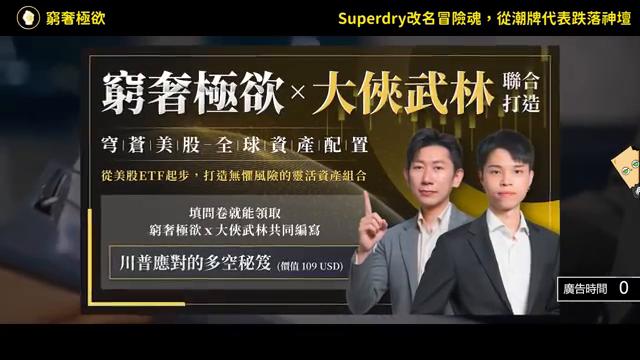 窮奢極欲
Superdry改名冒險魂，從潮牌代表跌落神壇
窮奢極欲×大俠武林 聯合打造
穹|蒼|美|股|-|全|球|資|產|配|置
從美股ETF起步，打造無懼風險的靈活資產組合
填問卷就能領取
窮奢極欲 x 大俠武林共同編寫
川普應對的多空秘笈 (價值 109 USD)
廣告時間 0